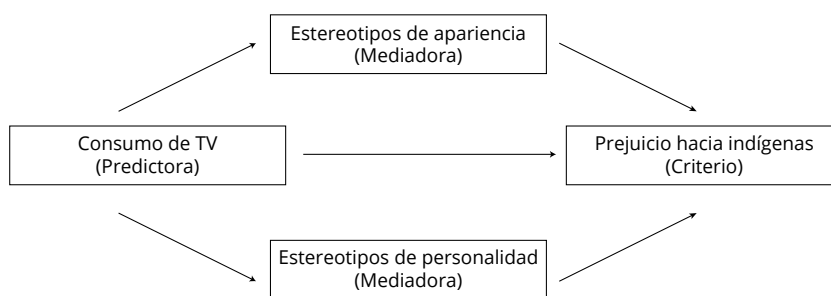 Estereotipos de apariencia
(Mediadora)
Consumo de TV
(Predictora)
Prejuicio hacia indígenas
(Criterio)
Estereotipos de personalidad
(Mediadora)